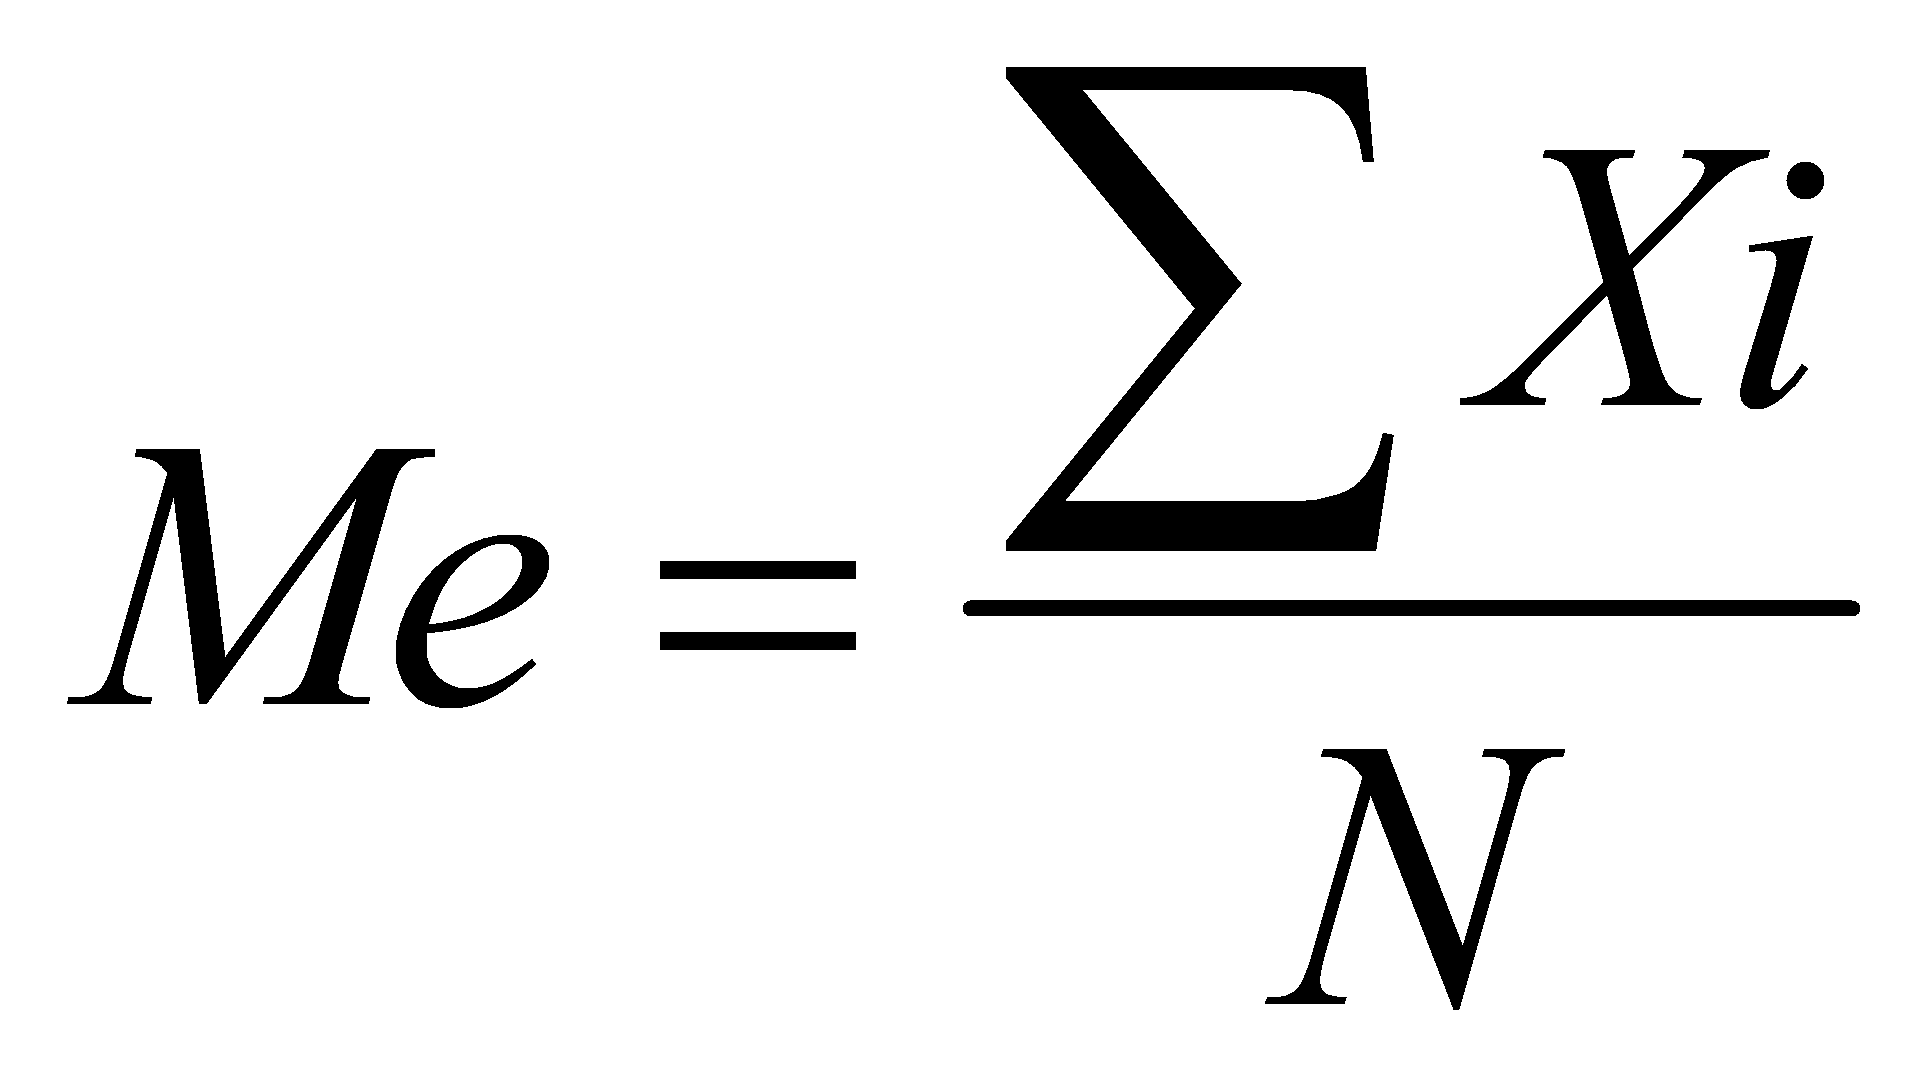 Me = ∑ Xi / N